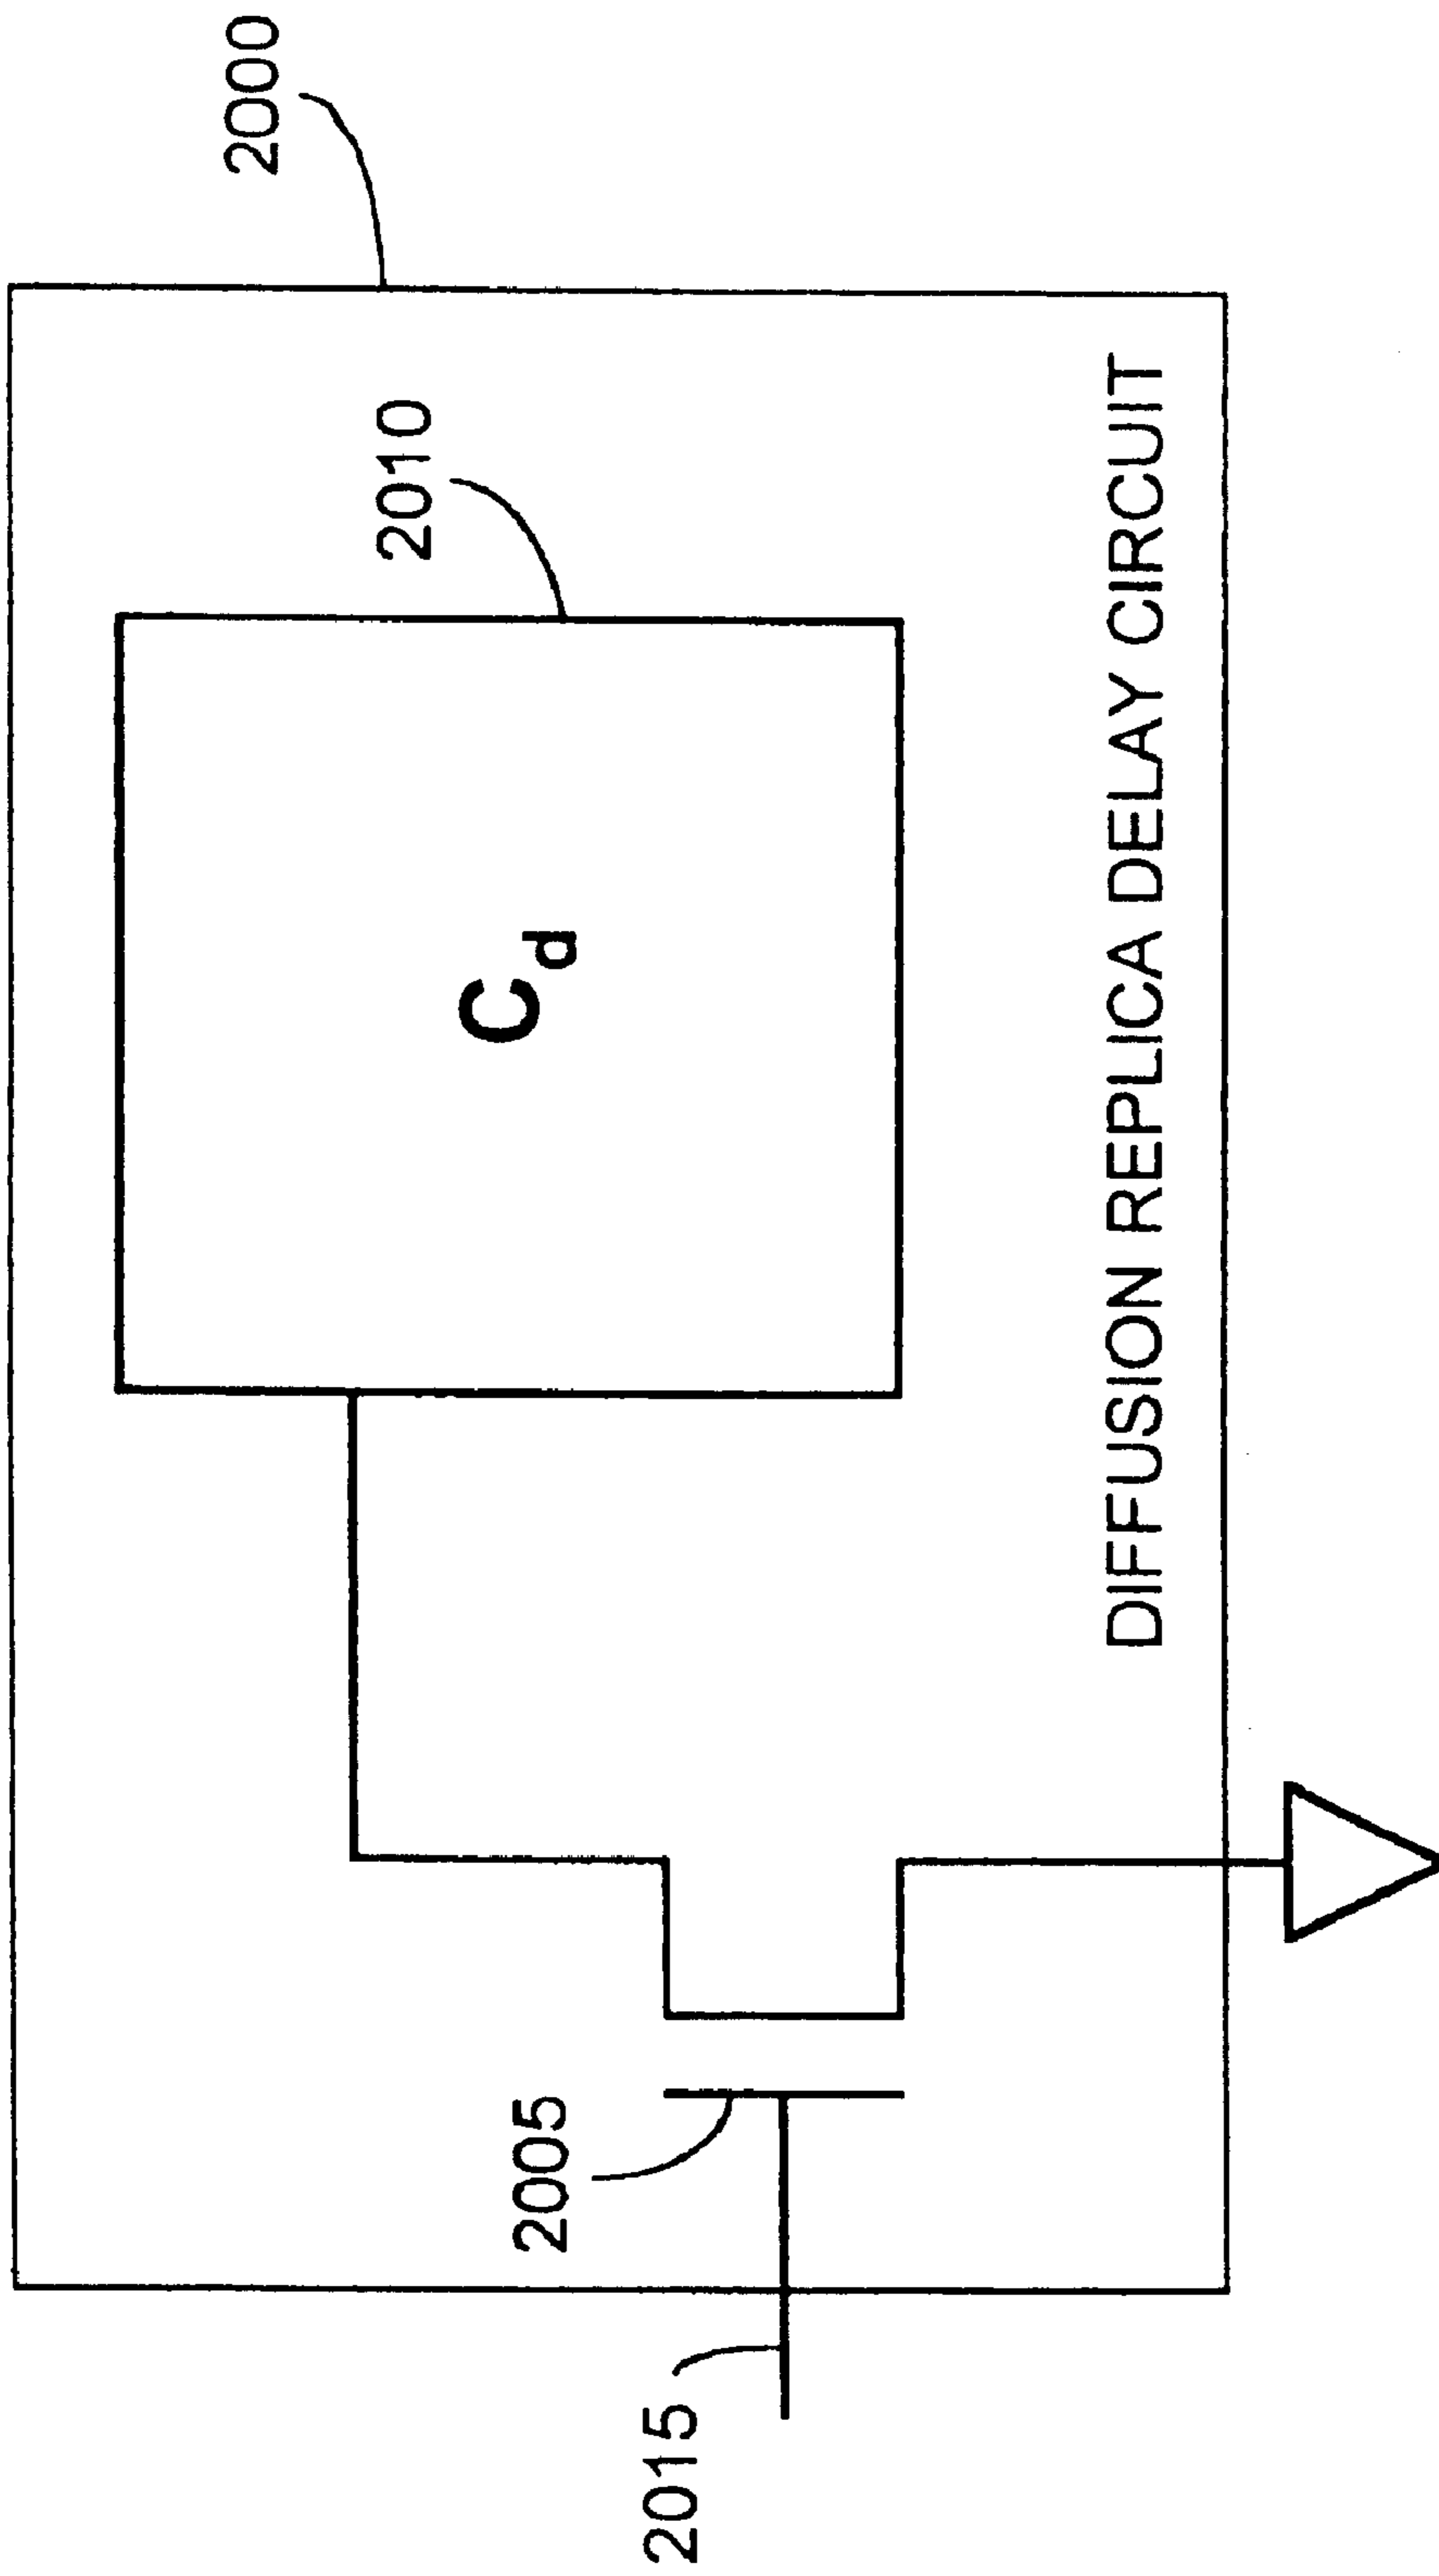 2000
2010
C_d
2005
2015
DIFFUSION REPLICA DELAY CIRCUIT